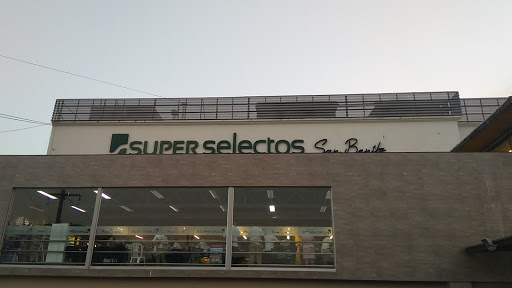 SUPER selectos San Benito